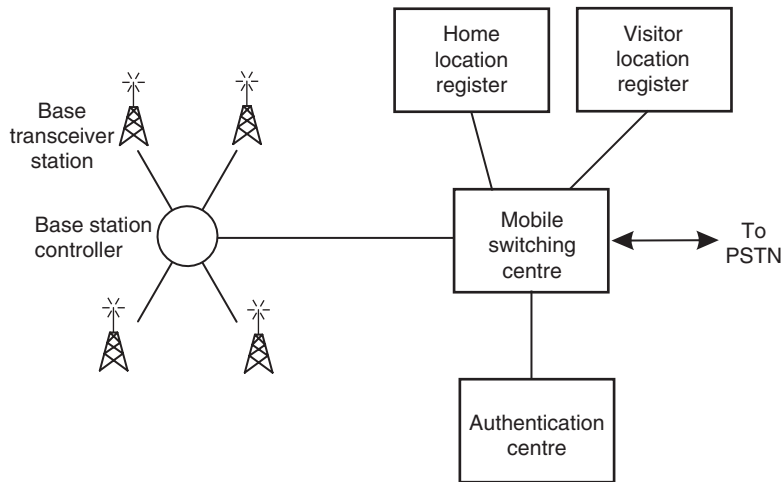 Home
location
register
Visitor
location
register
Base
transceiver
station
Base station
controller
Mobile
switching
centre
To
PSTN
Authentication
centre